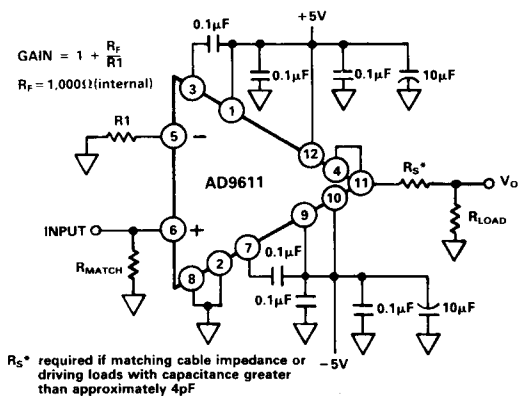 +5V
0.1µF
GAIN = 1 + RF
R1
RF = 1,000Ω (internal)
0.1µF
0.1µF
10µF
3
1
R1
5
−
12
4
11
RS*
VO
AD9611
10
RLOAD
INPUT
6
+
9
RMATCH
7
0.1µF
2
8
0.1µF
0.1µF
10µF
−5V
RS* required if matching cable impedance or
driving loads with capacitance greater
than approximately 4pF